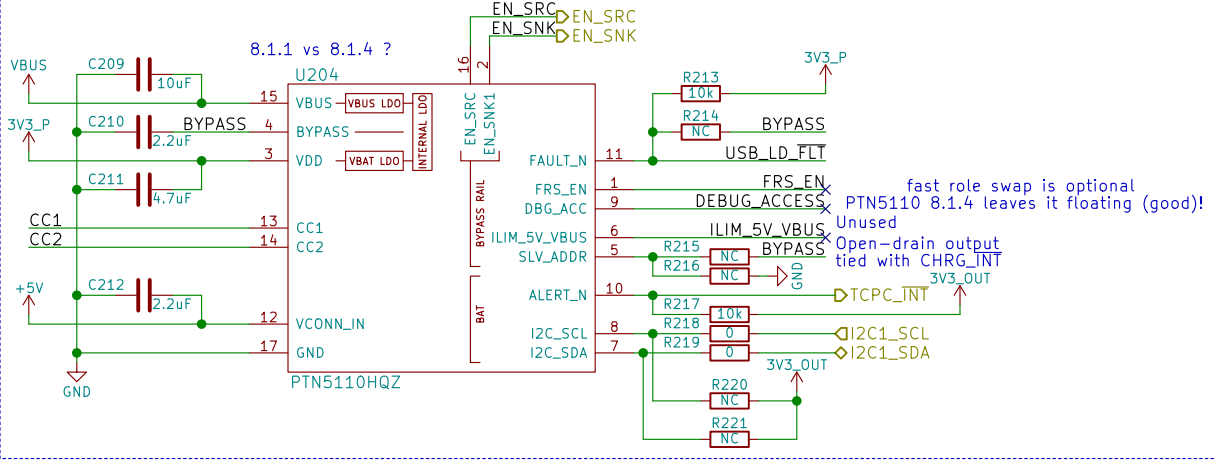 EN_SRC
EN_SRC
EN_SNK
EN_SNK
8.1.1 vs 8.1.4 ?
U204
16
2
VBUS
C209
10uF
15
VBUS
VBUS LDO
INTERNAL LDO
EN_SRC
EN_SNK1
3V3_P
C210
2.2uF
BYPASS
4
BYPASS
3
VDD
VBAT LDO
C211
4.7uF
CC1
13
CC1
CC2
14
CC2
BYPASS RAIL
BAT
+5V
C212
2.2uF
12
VCONN_IN
17
GND
GND
PTN5110HQZ
R213
10k
3V3_P
R214
NC
BYPASS
FAULT_N
11
USB_LD_FLT
FRS_EN
1
FRS_EN
fast role swap is optional
DBG_ACC
9
DEBUG_ACCESS
PTN5110 8.1.4 leaves it floating (good)!
Unused
ILIM_5V_VBUS
6
ILIM_5V_VBUS
Open-drain output
tied with CHRG_INT
SLV_ADDR
5
R215
NC
BYPASS
R216
NC
GND
3V3_OUT
ALERT_N
10
TCPC_INT
R217
10k
I2C_SCL
8
R218
0
I2C1_SCL
I2C_SDA
7
R219
0
I2C1_SDA
3V3_OUT
R220
NC
R221
NC